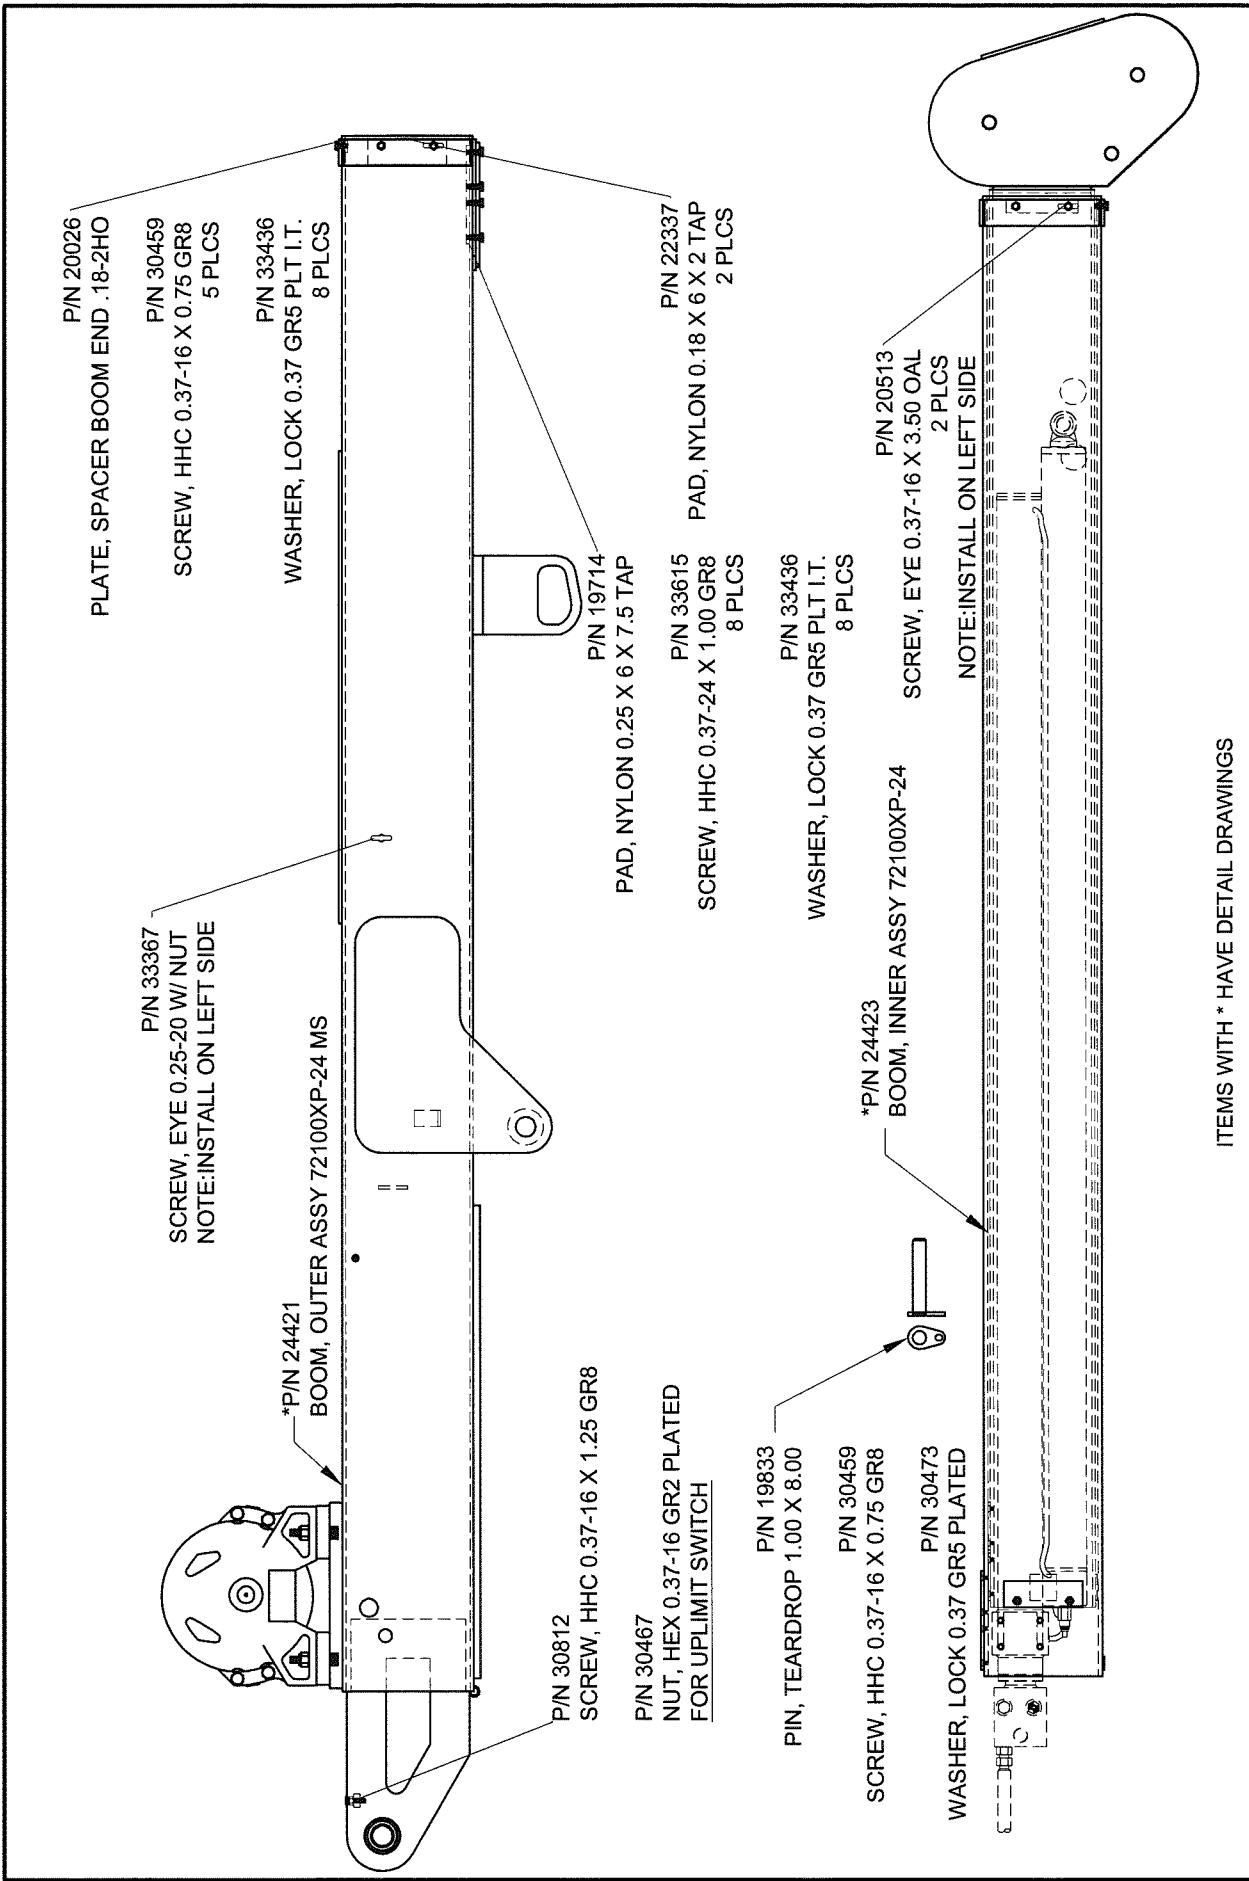 P/N 20026
PLATE, SPACER BOOM END .18-2HO
P/N 30459
SCREW, HHC 0.37-16 X 0.75 GR8
5 PLCS
P/N 33436
WASHER, LOCK 0.37 GR5 PLT I.T.
8 PLCS
P/N 33367
SCREW, EYE 0.25-20 W/ NUT
NOTE:INSTALL ON LEFT SIDE
*P/N 24421
BOOM, OUTER ASSY 72100XP-24 MS
P/N 22337
PAD, NYLON 0.18 X 6 X 2 TAP
2 PLCS
P/N 19714
PAD, NYLON 0.25 X 6 X 7.5 TAP
P/N 33615
SCREW, HHC 0.37-24 X 1.00 GR8
8 PLCS
P/N 33436
WASHER, LOCK 0.37 GR5 PLT I.T.
8 PLCS
P/N 30812
SCREW, HHC 0.37-16 X 1.25 GR8
P/N 30467
NUT, HEX 0.37-16 GR2 PLATED
FOR UPLIMIT SWITCH
P/N 20513
SCREW, EYE 0.37-16 X 3.50 OAL
2 PLCS
NOTE:INSTALL ON LEFT SIDE
*P/N 24423
BOOM, INNER ASSY 72100XP-24
P/N 19833
PIN, TEARDROP 1.00 X 8.00
P/N 30459
SCREW, HHC 0.37-16 X 0.75 GR8
P/N 30473
WASHER, LOCK 0.37 GR5 PLATED
ITEMS WITH * HAVE DETAIL DRAWINGS